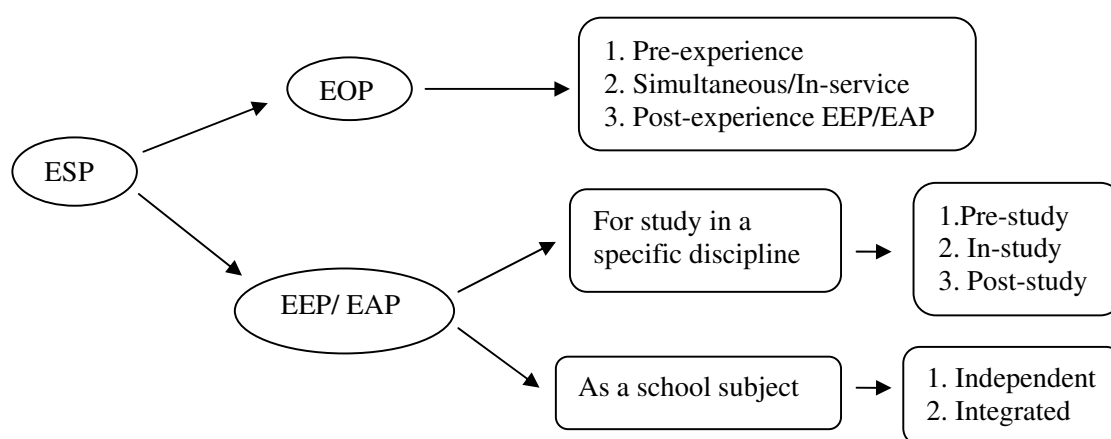 ESP
EOP
1. Pre-experience
2. Simultaneous/In-service
3. Post-experience EEP/EAP
EEP/ EAP
For study in a
specific discipline
1.Pre-study
2. In-study
3. Post-study
As a school subject
1. Independent
2. Integrated